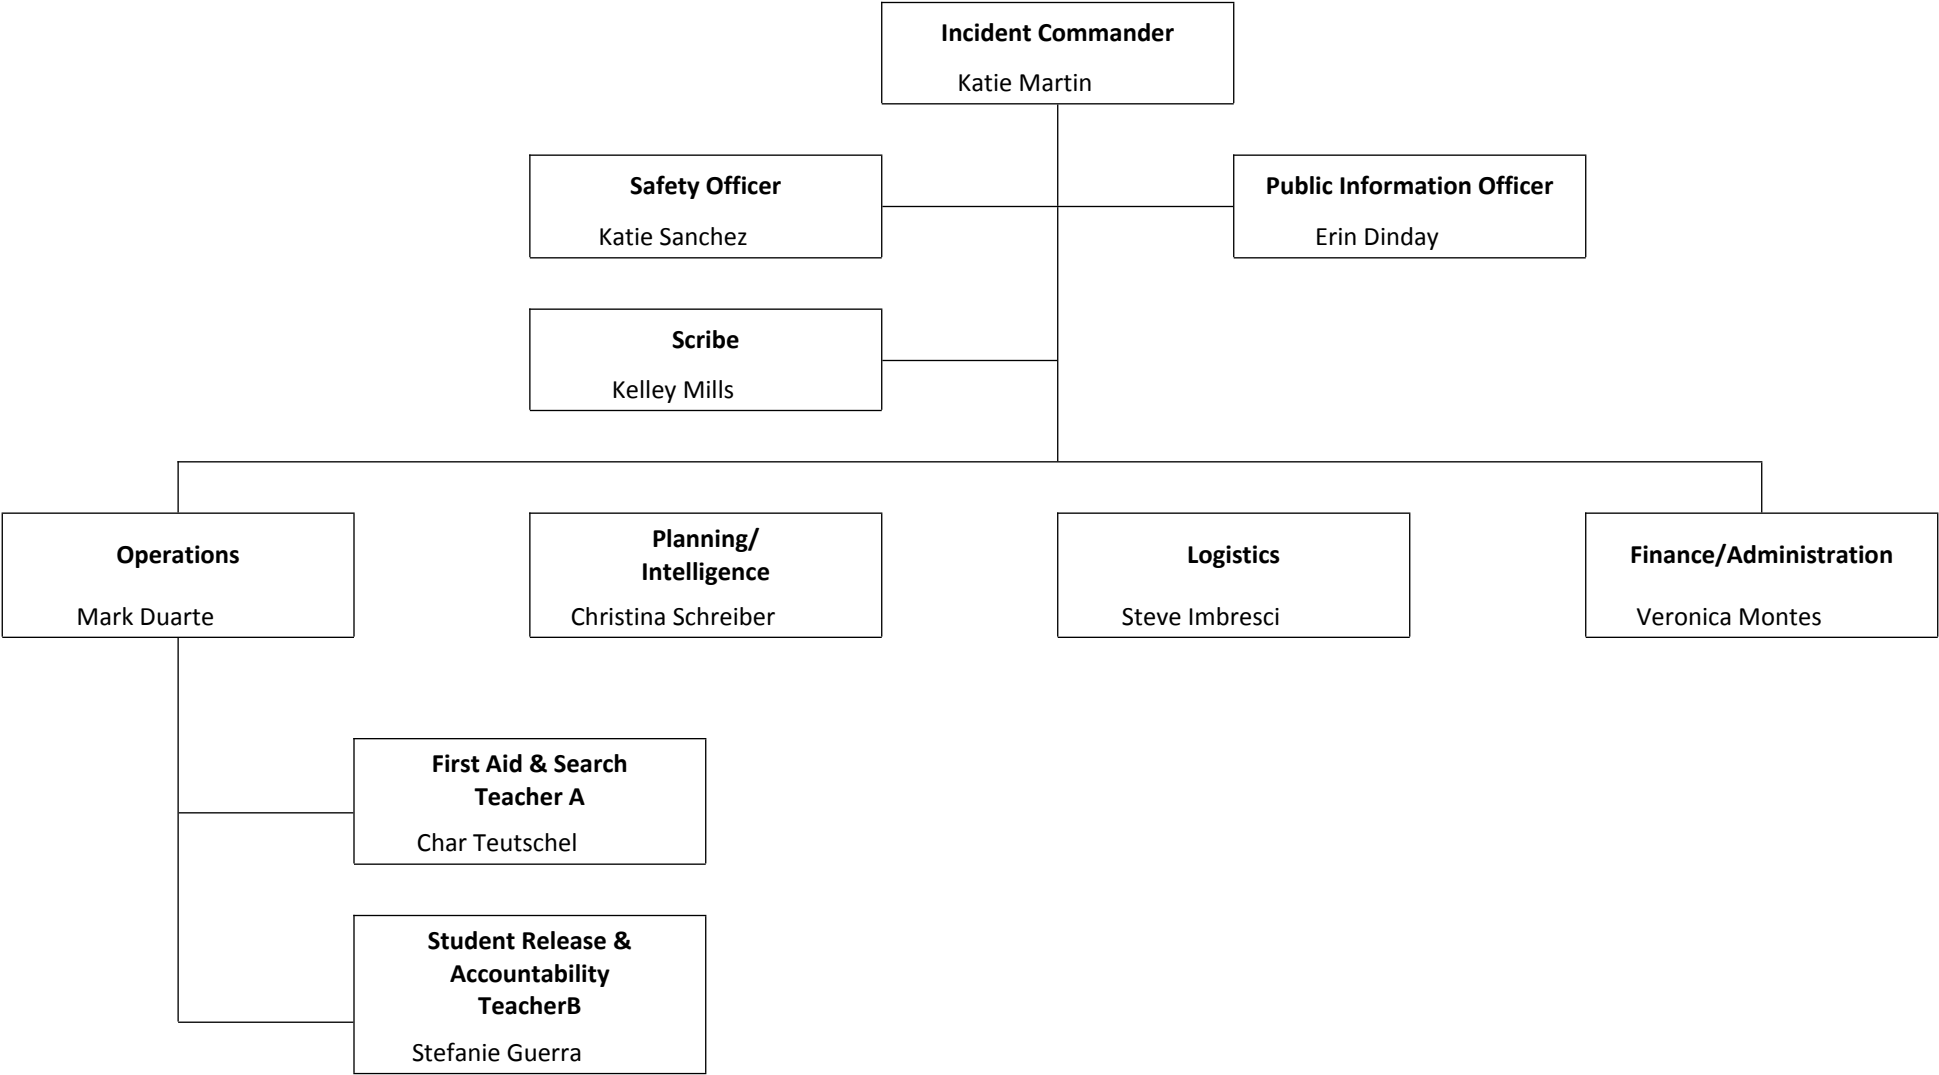 Incident Commander
Katie Martin
Safety Officer
Katie Sanchez
Public Information Officer
Erin Dinday
Scribe
Kelley Mills
Operations
Mark Duarte
Planning/
Intelligence
Christina Schreiber
Logistics
Steve Imbresci
Finance/Administration
Veronica Montes
First Aid & Search
Teacher A
Char Teutschel
Student Release &
Accountability
TeacherB
Stefanie Guerra